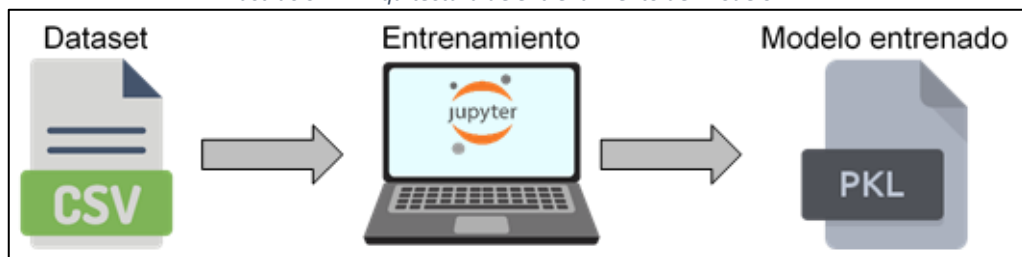 Dataset
Entrenamiento
Modelo entrenado
jupyter
CSV
PKL